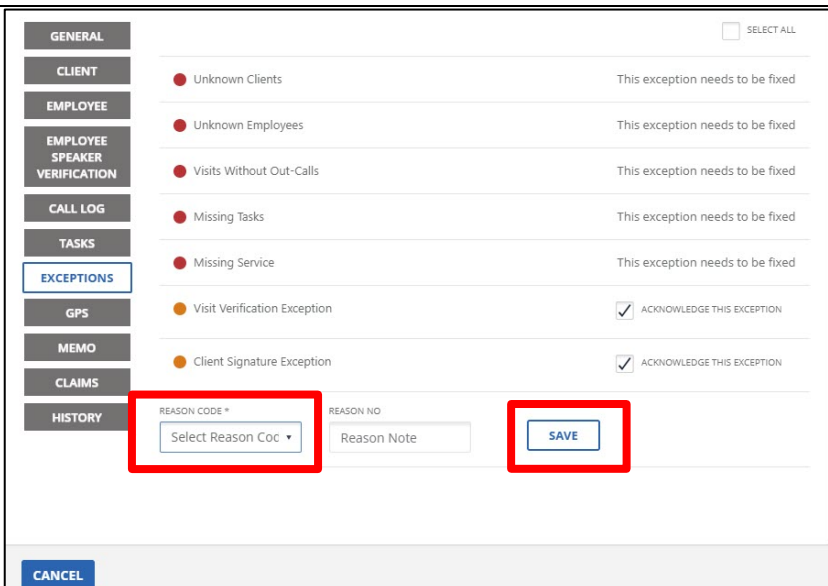 GENERAL
CLIENT
EMPLOYEE
EMPLOYEE
SPEAKER
VERIFICATION
CALL LOG
TASKS
EXCEPTIONS
GPS
MEMO
CLAIMS
HISTORY
SELECT ALL
Unknown Clients This exception needs to be fixed
Unknown Employees This exception needs to be fixed
Visits Without Out-Calls This exception needs to be fixed
Missing Tasks This exception needs to be fixed
Missing Service This exception needs to be fixed
Visit Verification Exception ACKNOWLEDGE THIS EXCEPTION
Client Signature Exception ACKNOWLEDGE THIS EXCEPTION
REASON CODE * REASON NO
Select Reason Coc Reason Note SAVE
CANCEL